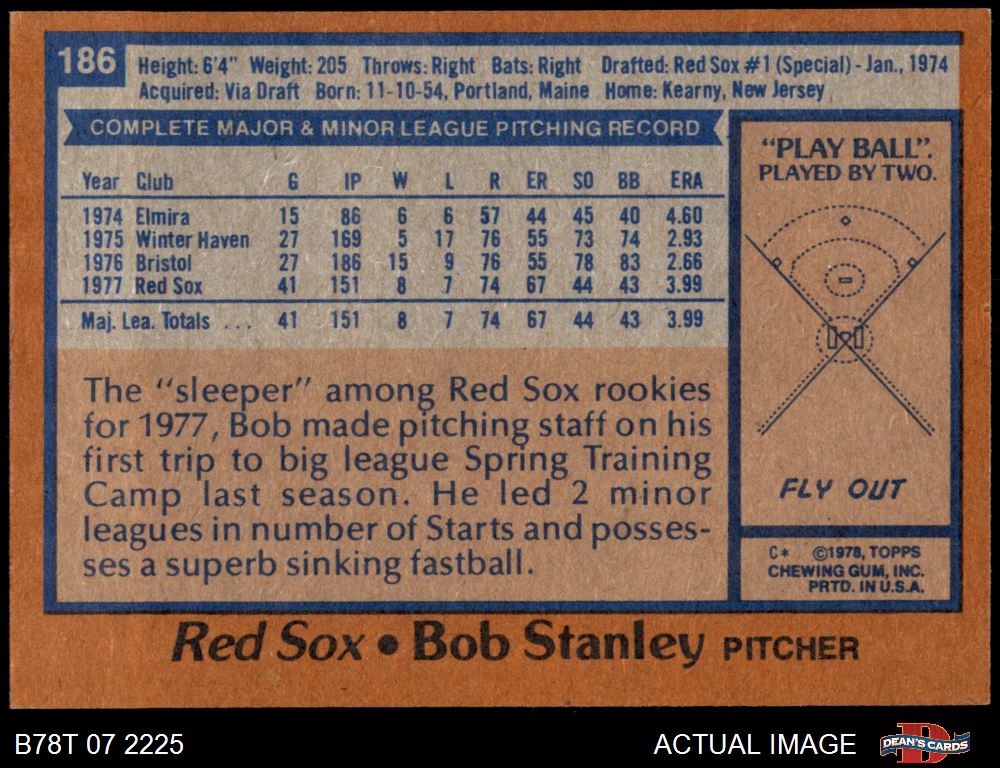 186
Height: 6'4" Weight: 205 Throws: Right Bats: Right Drafted: Red Sox #1 (Special) - Jan., 1974
Acquired: Via Draft Born: 11-10-54, Portland, Maine Home: Kearny, New Jersey
COMPLETE MAJOR & MINOR LEAGUE PITCHING RECORD
Year Club G IP W L R ER SO BB ERA
1974 Elmira 15 86 6 6 57 44 45 40 4.60
1975 Winter Haven 27 169 5 17 76 55 73 74 2.93
1976 Bristol 27 186 15 9 76 55 78 83 2.66
1977 Red Sox 41 151 8 7 74 67 44 43 3.99
Maj. Lea. Totals ... 41 151 8 7 74 67 44 43 3.99
The "sleeper" among Red Sox rookies
for 1977, Bob made pitching staff on his
first trip to big league Spring Training
Camp last season. He led 2 minor
leagues in number of Starts and posses-
ses a superb sinking fastball.
"PLAY BALL".
PLAYED BY TWO.
FLY OUT
C* ©1978, TOPPS
CHEWING GUM, INC.
PRTD. IN U.S.A.
Red Sox • Bob Stanley PITCHER
B78T 07 2225
ACTUAL IMAGE
DEAN'S CARDS